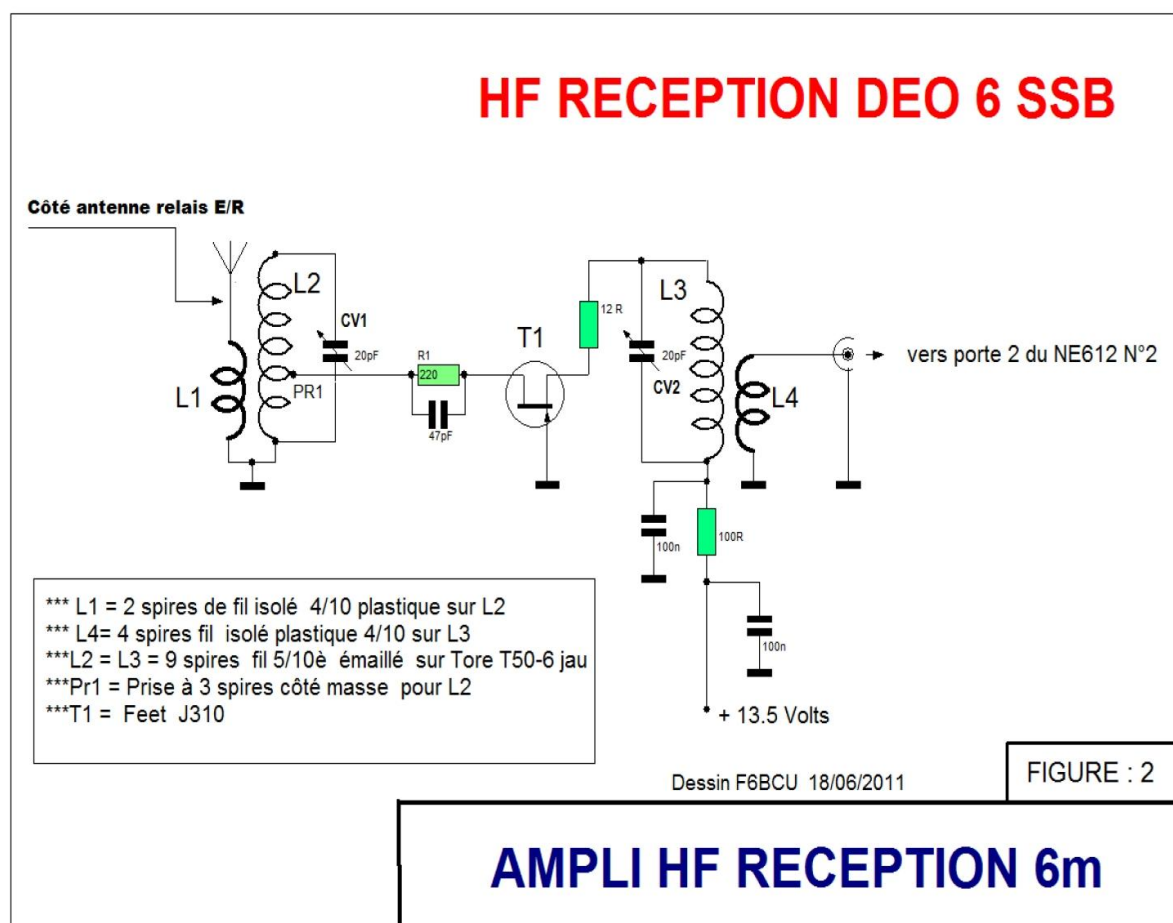 HF RECEPTION DEO 6 SSB
Côté antenne relais E/R
L2
CV1
20pF
L1
PR1
R1
220
47pF
T1
12 R
L3
20pF
CV2
L4
vers porte 2 du NE612 N°2
100n
100R
100n
+ 13.5 Volts
*** L1 = 2 spires de fil isolé 4/10 plastique sur L2
*** L4= 4 spires fil isolé plastique 4/10 sur L3
***L2 = L3 = 9 spires fil 5/10è émaillé sur Tore T50-6 jau
***Pr1 = Prise à 3 spires côté masse pour L2
***T1 = Feet J310
Dessin F6BCU 18/06/2011
FIGURE : 2
AMPLI HF RECEPTION 6m